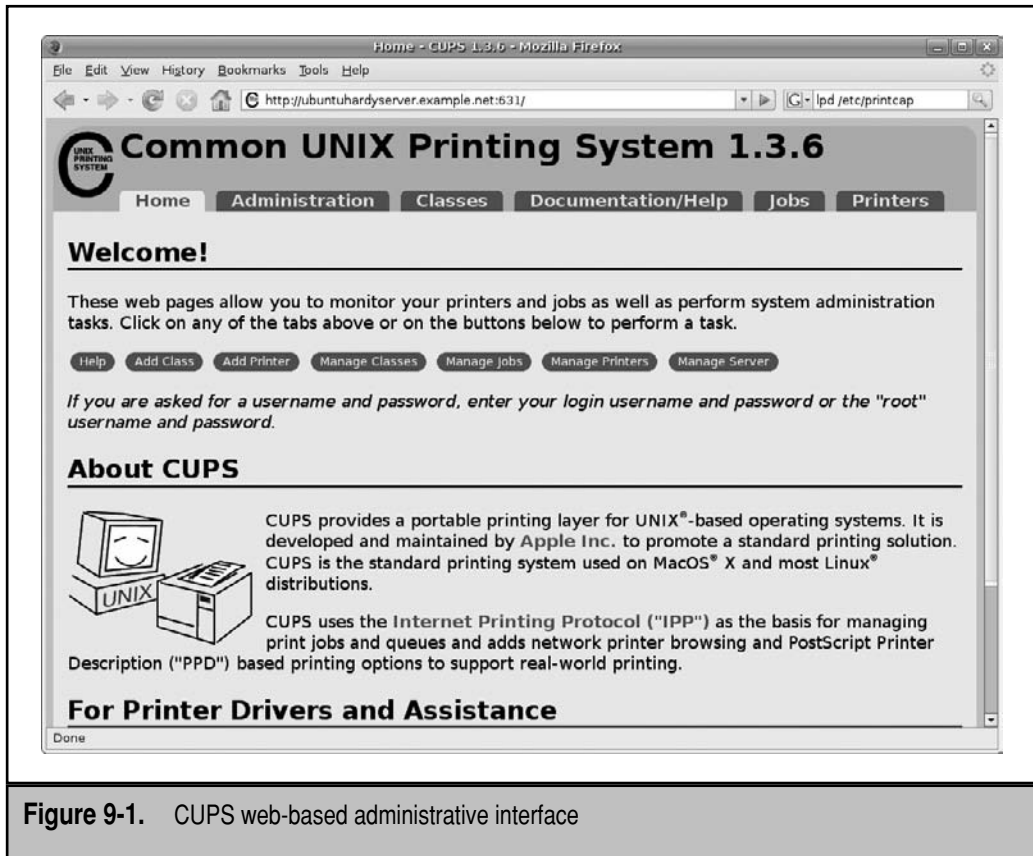 Home - CUPS 1.3.6 - Mozilla Firefox
File Edit View History Bookmarks Tools Help
http://ubuntuhardyserver.example.net:631/
G
lpd /etc/printcap
UNIX
PRINTING
SYSTEM
Common UNIX Printing System 1.3.6
Home Administration Classes Documentation/Help Jobs Printers
Welcome!
These web pages allow you to monitor your printers and jobs as well as perform system administration
tasks. Click on any of the tabs above or on the buttons below to perform a task.
Help Add Class Add Printer Manage Classes Manage Jobs Manage Printers Manage Server
If you are asked for a username and password, enter your login username and password or the "root"
username and password.
About CUPS
UNIX
CUPS provides a portable printing layer for UNIX®-based operating systems. It is
developed and maintained by Apple Inc. to promote a standard printing solution.
CUPS is the standard printing system used on MacOS® X and most Linux®
distributions.
CUPS uses the Internet Printing Protocol ("IPP") as the basis for managing
print jobs and queues and adds network printer browsing and PostScript Printer
Description ("PPD") based printing options to support real-world printing.
For Printer Drivers and Assistance
Done
Figure 9-1. CUPS web-based administrative interface